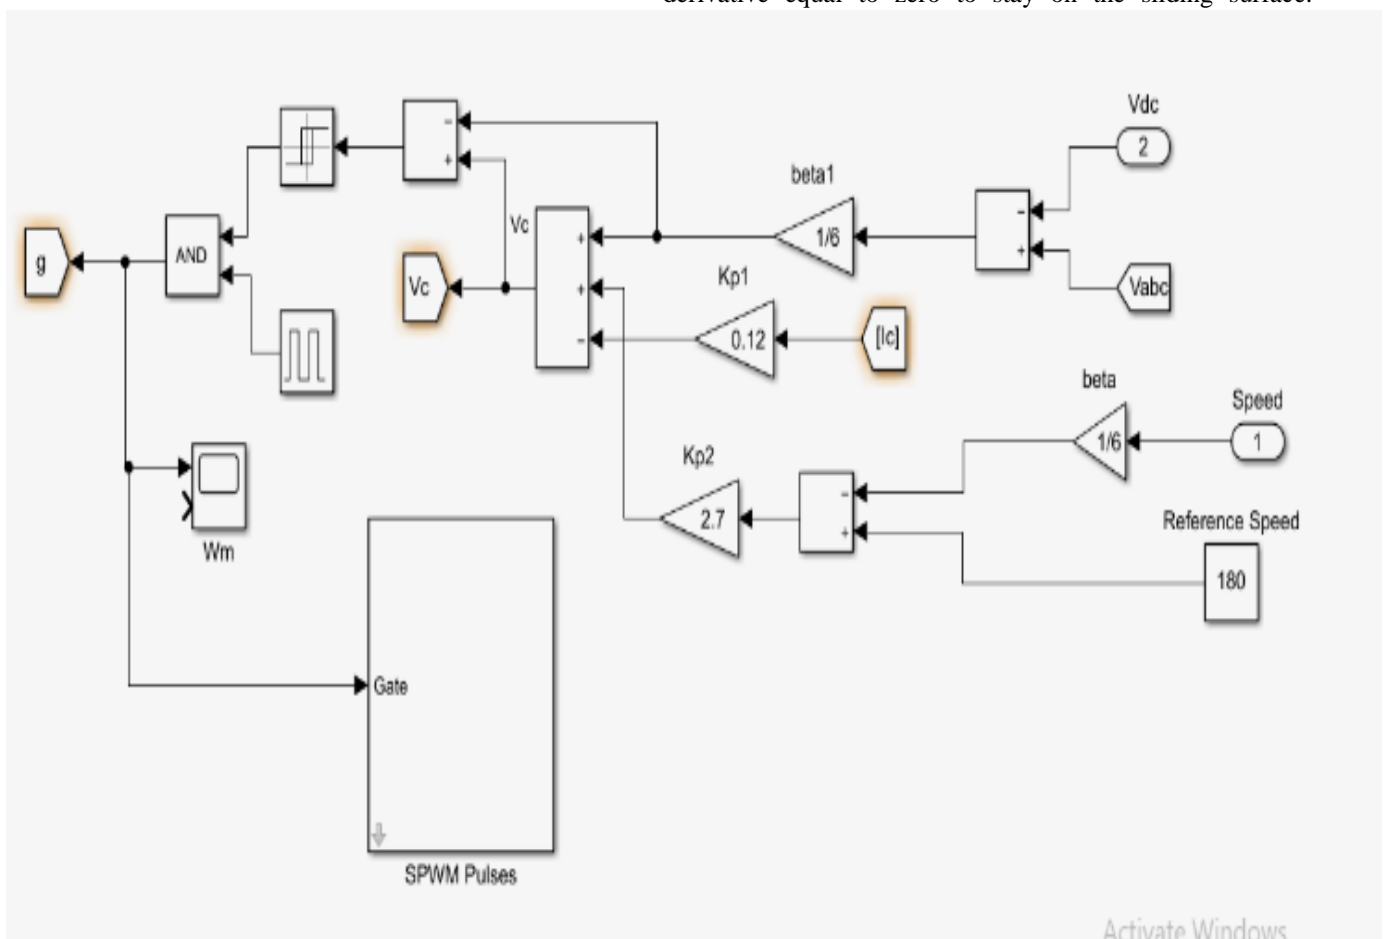 derivative equal to zero to stay on the sliding surface.
Vdc
2
beta1
1/6
-
+
Vabc
-
+
Vc
+
+
-
Vc
Kp1
0.12
[Ic]
AND
g
beta
1/6
Speed
1
Kp2
2.7
-
+
Reference Speed
180
Wm
Gate
SPWM Pulses
Activate Windows